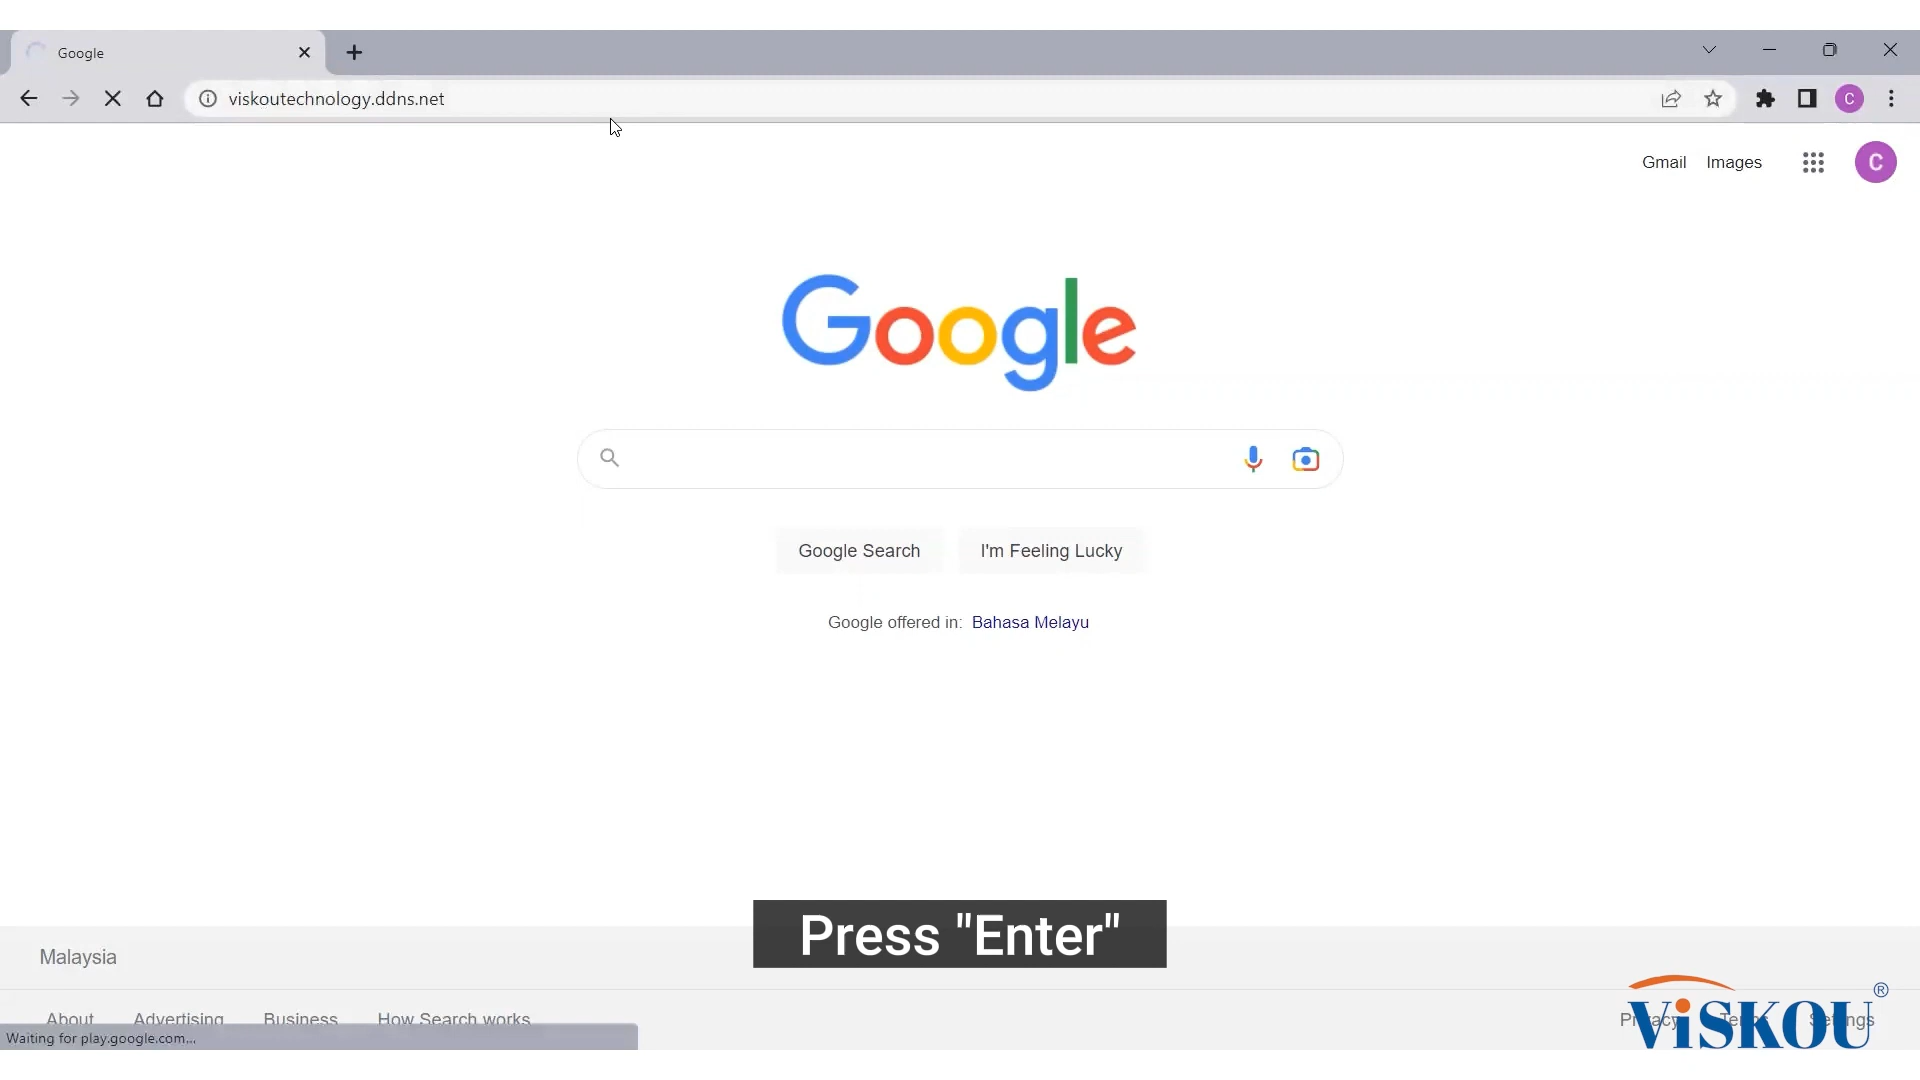 Google
viskoutechnology.ddns.net
C
Gmail Images C
Google
Google Search I'm Feeling Lucky
Google offered in: Bahasa Melayu
Press "Enter"
Malaysia
About Advertising Business How Search works Privacy Terms Settings
ViSKOU®
Waiting for play.google.com...